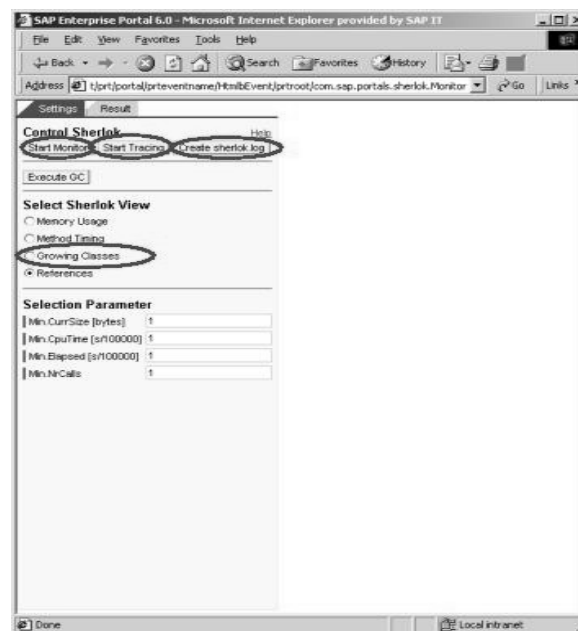 SAP Enterprise Portal 6.0 - Microsoft Internet Explorer provided by SAP IT
File Edit View Favorites Tools Help
Back Search Favorites History
Address t/prt/portal/prteventname/HtmlbEvent/prtroot/com.sap.portals.sherlok.Monitor Go Links
Settings Result
Control Sherlok Help
Start Monitor Start Tracing Create sherlok.log
Execute GC
Select Sherlok View
Memory Usage
Method Timing
Growing Classes
References
Selection Parameter
Min.CurrSize [bytes] 1
Min.CpuTime [s/100000] 1
Min.Elapsed [s/100000] 1
Min.NrCalls 1
Done Local intranet